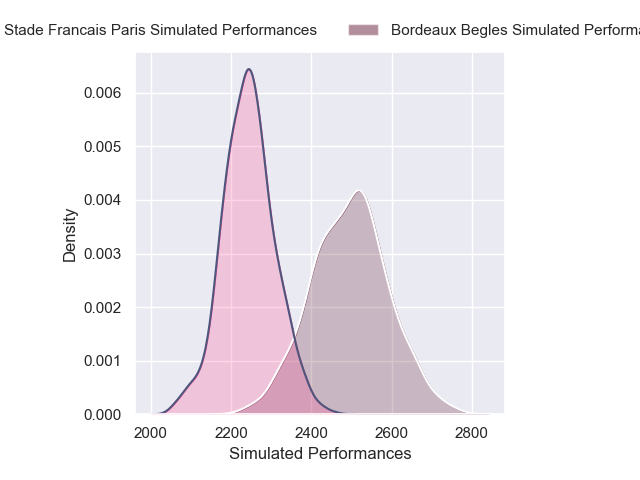 Stade Francais Paris Simulated Performances
Bordeaux Begles Simulated
0.006
0.005
0.004
0.003
0.002
0.001
0.000
Density
2000 2200 2400 2600 2800
Simulated Performances